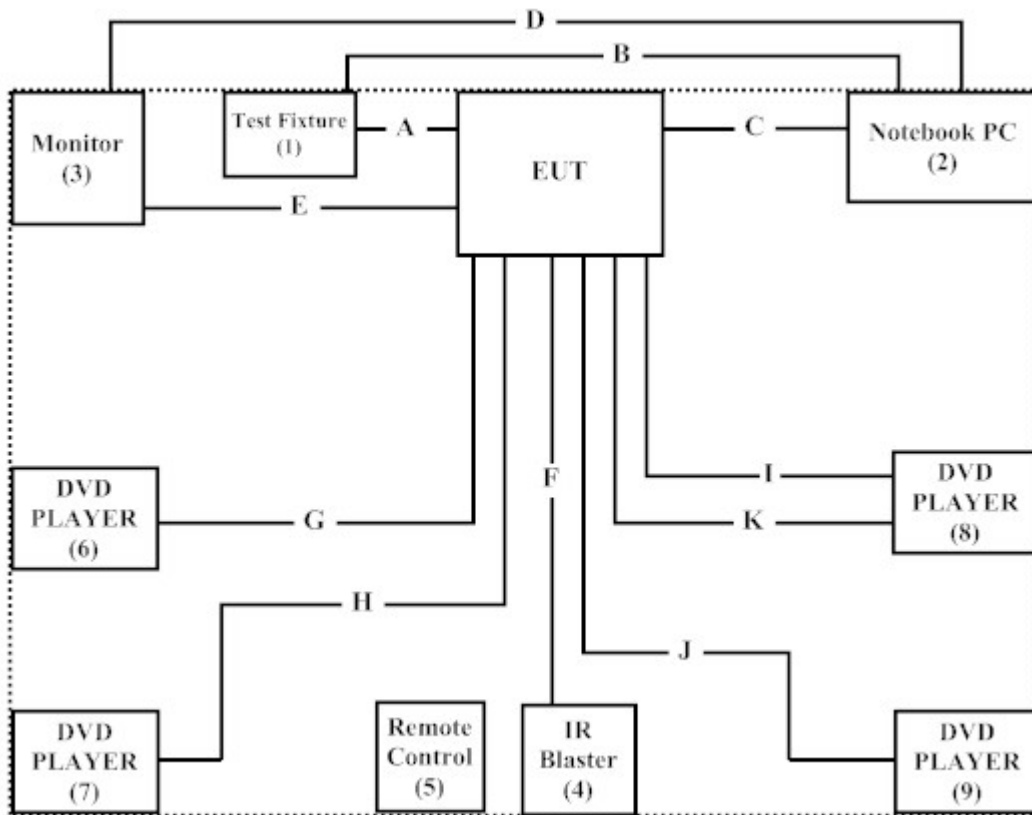 D
B
Monitor
(3)
Test Fixture
(1)
A
EUT
C
Notebook PC
(2)
E
DVD
PLAYER
(6)
G
F
I
K
DVD
PLAYER
(8)
H
J
DVD
PLAYER
(7)
Remote
Control
(5)
IR
Blaster
(4)
DVD
PLAYER
(9)